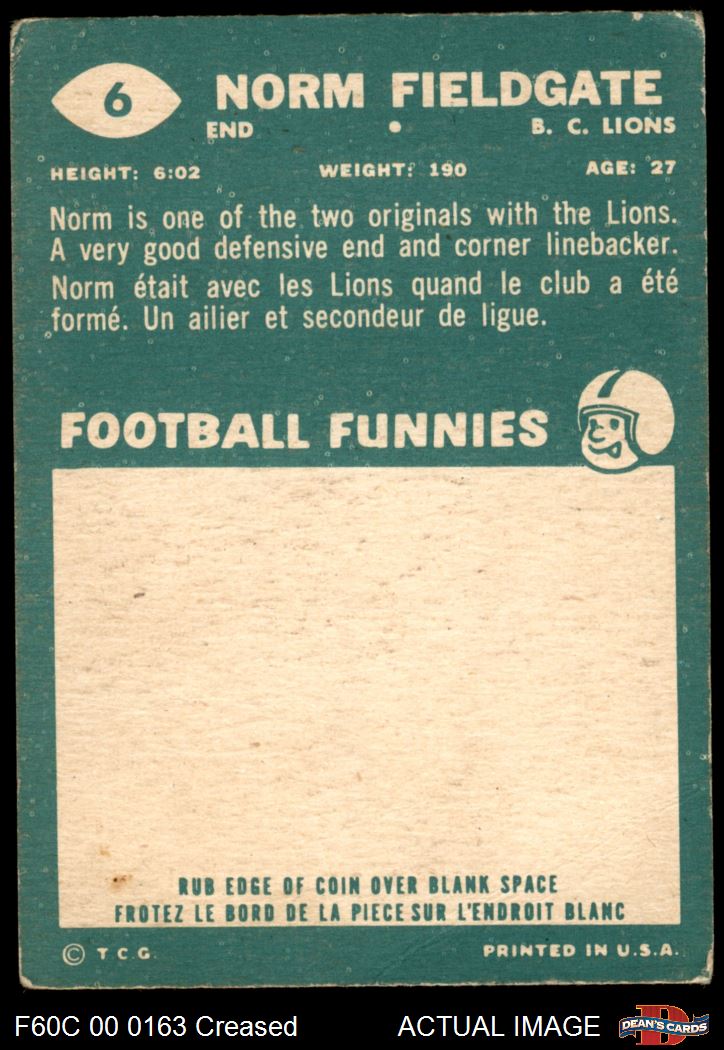 6
NORM FIELDGATE
END • B. C. LIONS
HEIGHT: 6:02 WEIGHT: 190 AGE: 27
Norm is one of the two originals with the Lions.
A very good defensive end and corner linebacker.
Norm était avec les Lions quand le club a été
formé. Un ailier et secondeur de ligue.
FOOTBALL FUNNIES
RUB EDGE OF COIN OVER BLANK SPACE
FROTEZ LE BORD DE LA PIECE SUR L'ENDROIT BLANC
© T.C.G. PRINTED IN U.S.A.
F60C 00 0163 Creased ACTUAL IMAGE D DEAN'S CARDS